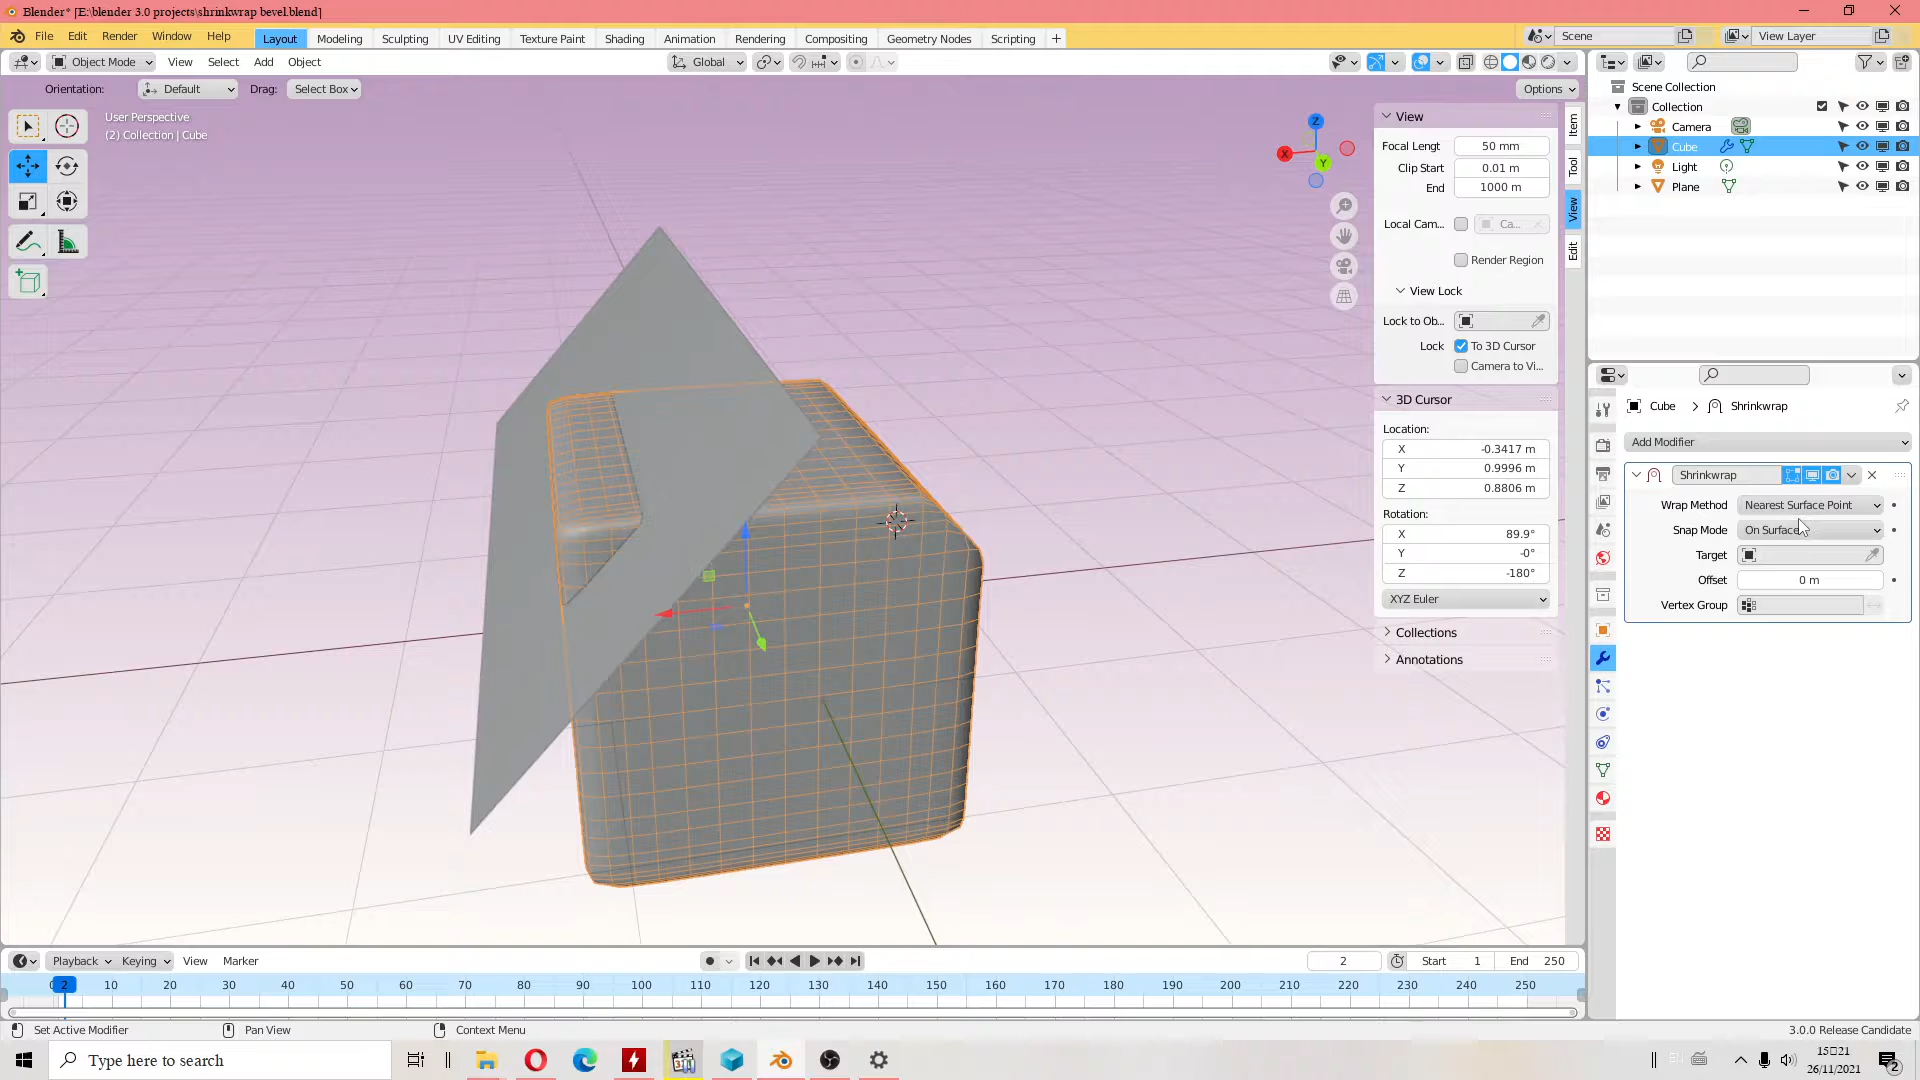 Blender* [E:\blender 3.0 projects\shrinkwrap bevel.blend]
File Edit Render Window Help Layout Modeling Sculpting UV Editing Texture Paint Shading Animation Rendering Compositing Geometry Nodes Scripting + Scene View Layer
Object Mode View Select Add Object Global
Orientation: Default Drag: Select Box Options
User Perspective
(2) Collection | Cube
Z
X
Y
View
Focal Lengt 50 mm
Clip Start 0.01 m
End 1000 m
Local Cam... Ca...
Render Region
View Lock
Lock to Ob...
Lock To 3D Cursor
Camera to Vi...
3D Cursor
Location:
X -0.3417 m
Y 0.9996 m
Z 0.8806 m
Rotation:
X 89.9°
Y -0°
Z -180°
XYZ Euler
Collections
Annotations
Item
Tool
View
Edit
Scene Collection
Collection
Camera
Cube
Light
Plane
Cube > Shrinkwrap
Add Modifier
Shrinkwrap
Wrap Method Nearest Surface Point
Snap Mode On Surface
Target
Offset 0 m
Vertex Group
Playback Keying View Marker 2 Start 1 End 250
0 2 10 20 30 40 50 60 70 80 90 100 110 120 130 140 150 160 170 180 190 200 210 220 230 240 250
Set Active Modifier Pan View Context Menu 3.0.0 Release Candidate
Type here to search
15:21
26/11/2021
2